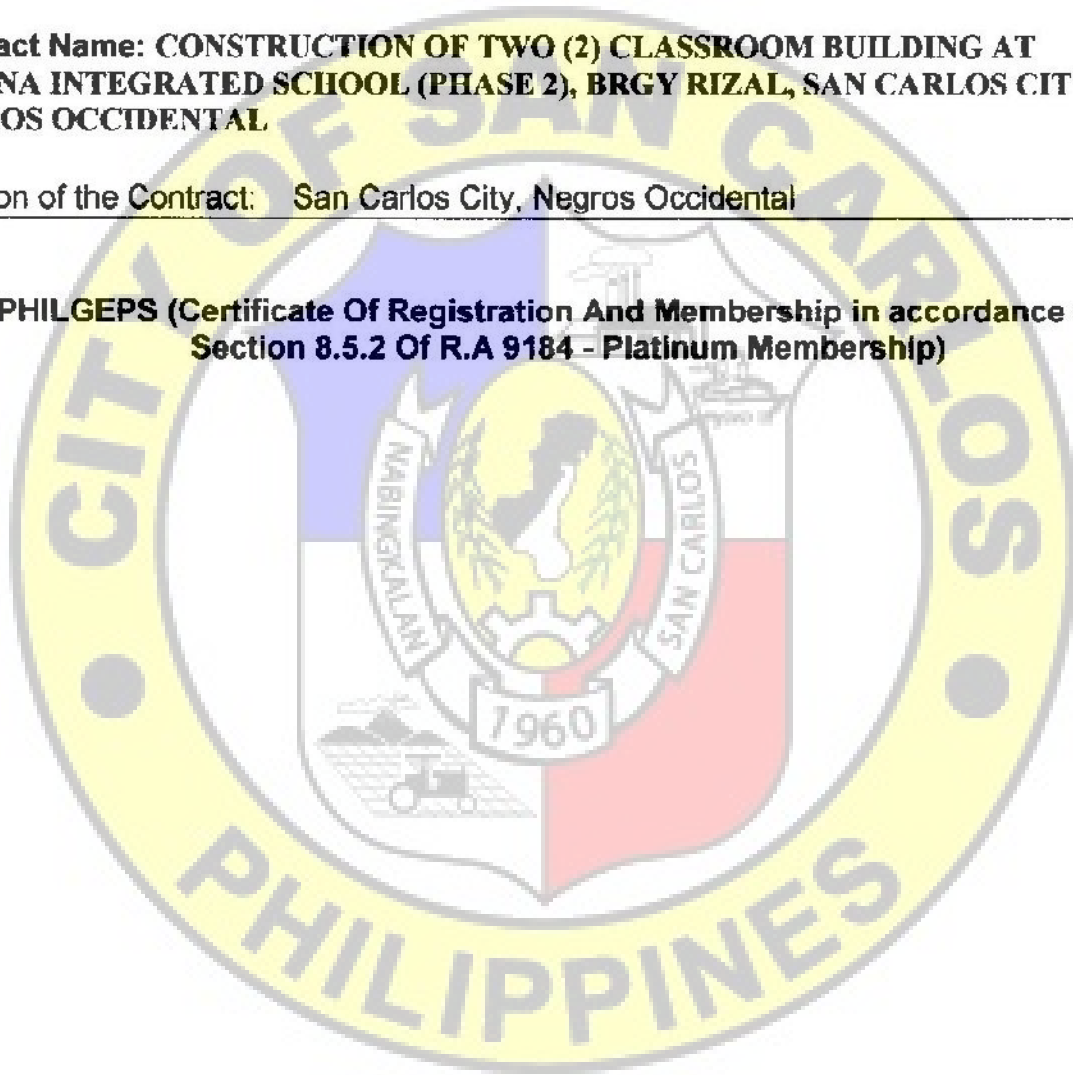 act Name: CONSTRUCTION OF TWO (2) CLASSROOM BUILDING AT
NA INTEGRATED SCHOOL (PHASE 2), BRGY RIZAL, SAN CARLOS CIT
OS OCCIDENTAL
on of the Contract: San Carlos City, Negros Occidental
PHILGEPS (Certificate Of Registration And Membership in accordance
Section 8.5.2 Of R.A 9184 - Platinum Membership)
CITY OF SAN CARLOS
NABINGKALAN
SAN CARLOS
1960
PHILIPPINES